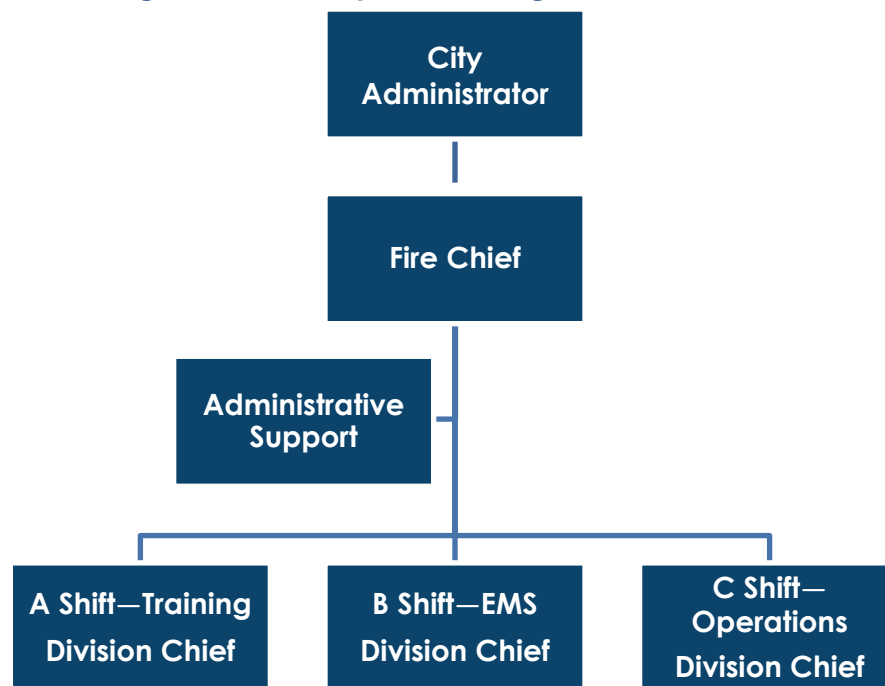 City
Administrator
Fire Chief
Administrative
Support
A Shift—Training
Division Chief
B Shift—EMS
Division Chief
C Shift—
Operations
Division Chief